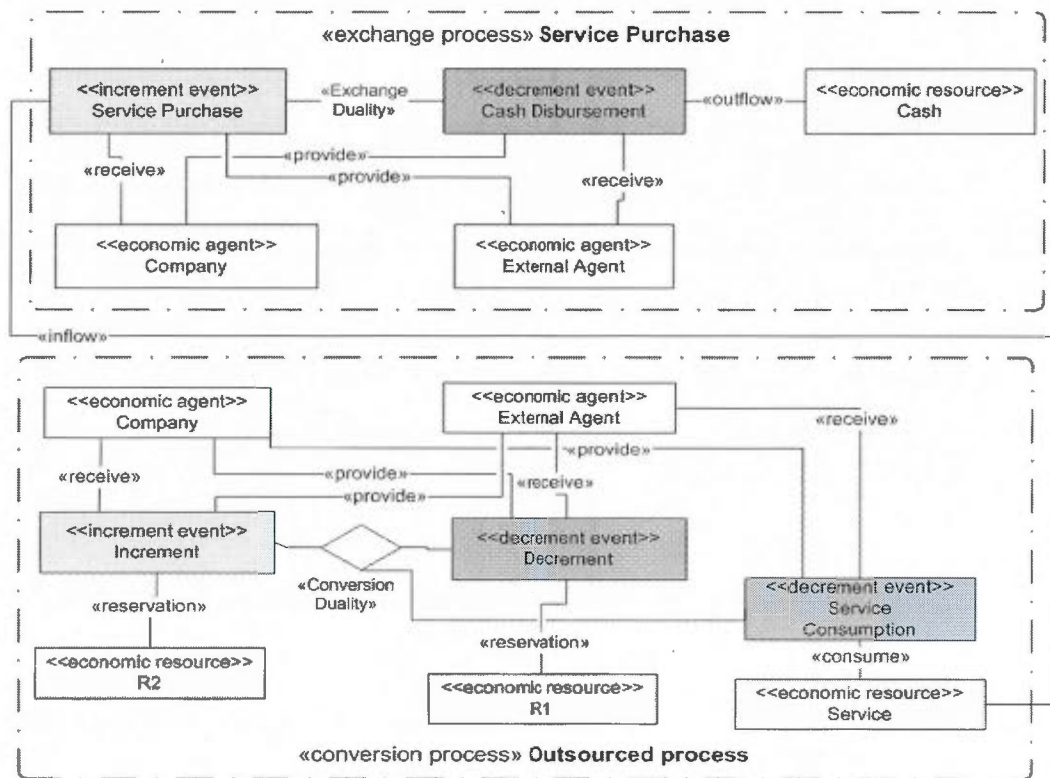 «exchange process» Service Purchase
<<increment event>>
Service Purchase
«Exchange
Duality»
<<decrement event>>
Cash Disbursement
«outflow»
<<economic resource>>
Cash
«receive»
«provide»
«provide»
«receive»
<<economic agent>>
Company
<<economic agent>>
External Agent
«inflow»
<<economic agent>>
Company
<<economic agent>>
External Agent
«receive»
«provide»
«receive»
«provide»
«provide»
«receive»
<<increment event>>
Increment
<<decrement event>>
Decrement
«Conversion
Duality»
<<decrement event>>
Service
Consumption
«reservation»
«reservation»
«consume»
<<economic resource>>
R2
<<economic resource>>
R1
<<economic resource>>
Service
«conversion process» Outsourced process